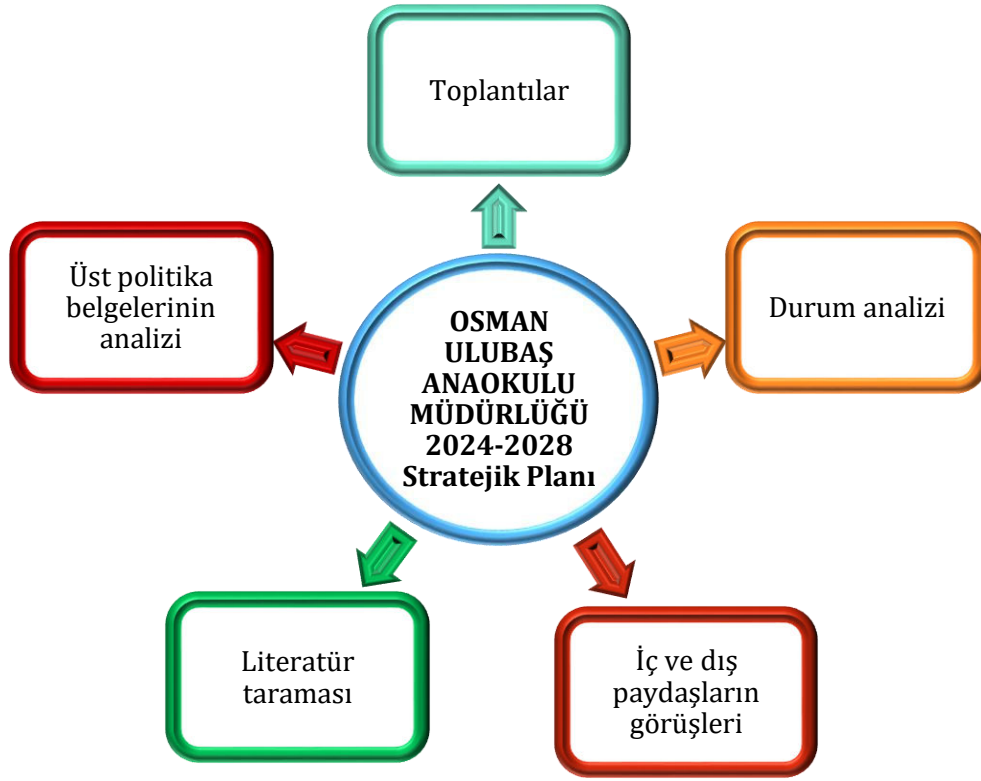 Toplantılar
Üst politika
belgelerinin
analizi
OSMAN
ULUBAŞ
ANAOKULU
MÜDÜRLÜĞÜ
2024-2028
Stratejik Planı
Durum analizi
Literatür
taraması
İç ve dış
paydaşların
görüşleri